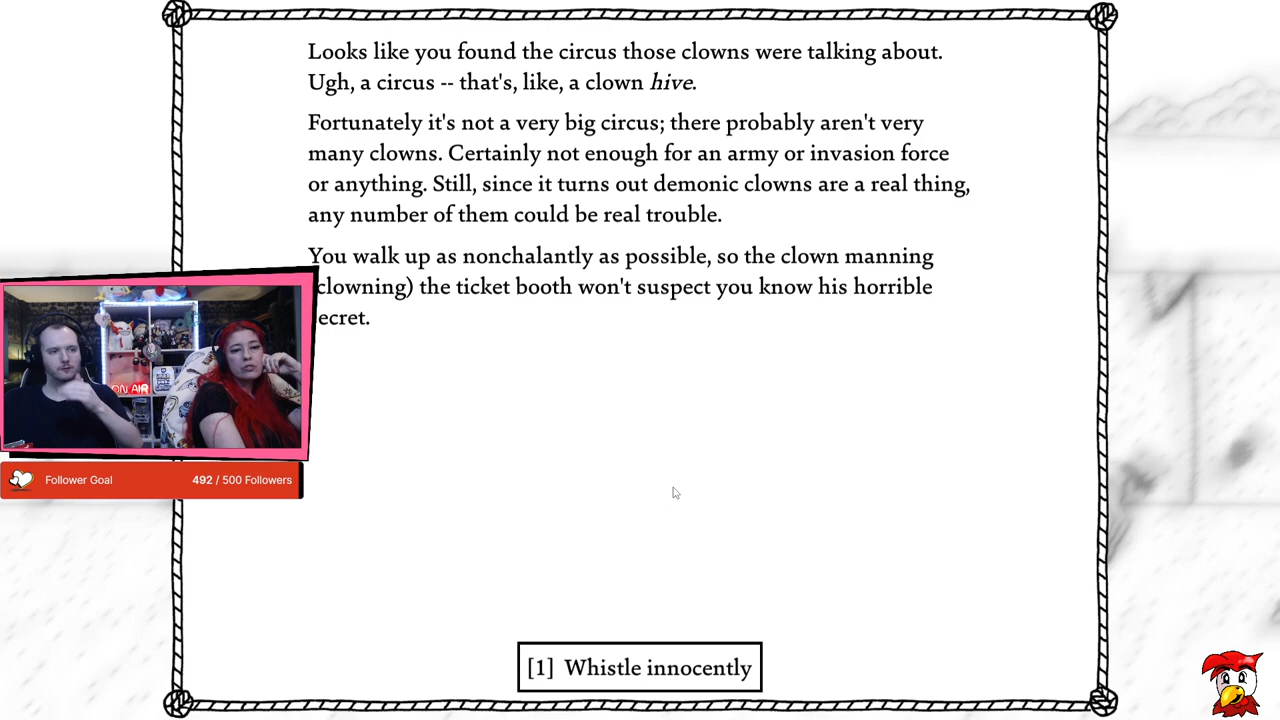 Looks like you found the circus those clowns were talking about.
Ugh, a circus -- that's, like, a clown hive.
Fortunately it's not a very big circus; there probably aren't very
many clowns. Certainly not enough for an army or invasion force
or anything. Still, since it turns out demonic clowns are a real thing,
any number of them could be real trouble.
You walk up as nonchalantly as possible, so the clown manning
clowning) the ticket booth won't suspect you know his horrible
ecret.
ON AIR
Follower Goal 492 / 500 Followers
[1] Whistle innocently